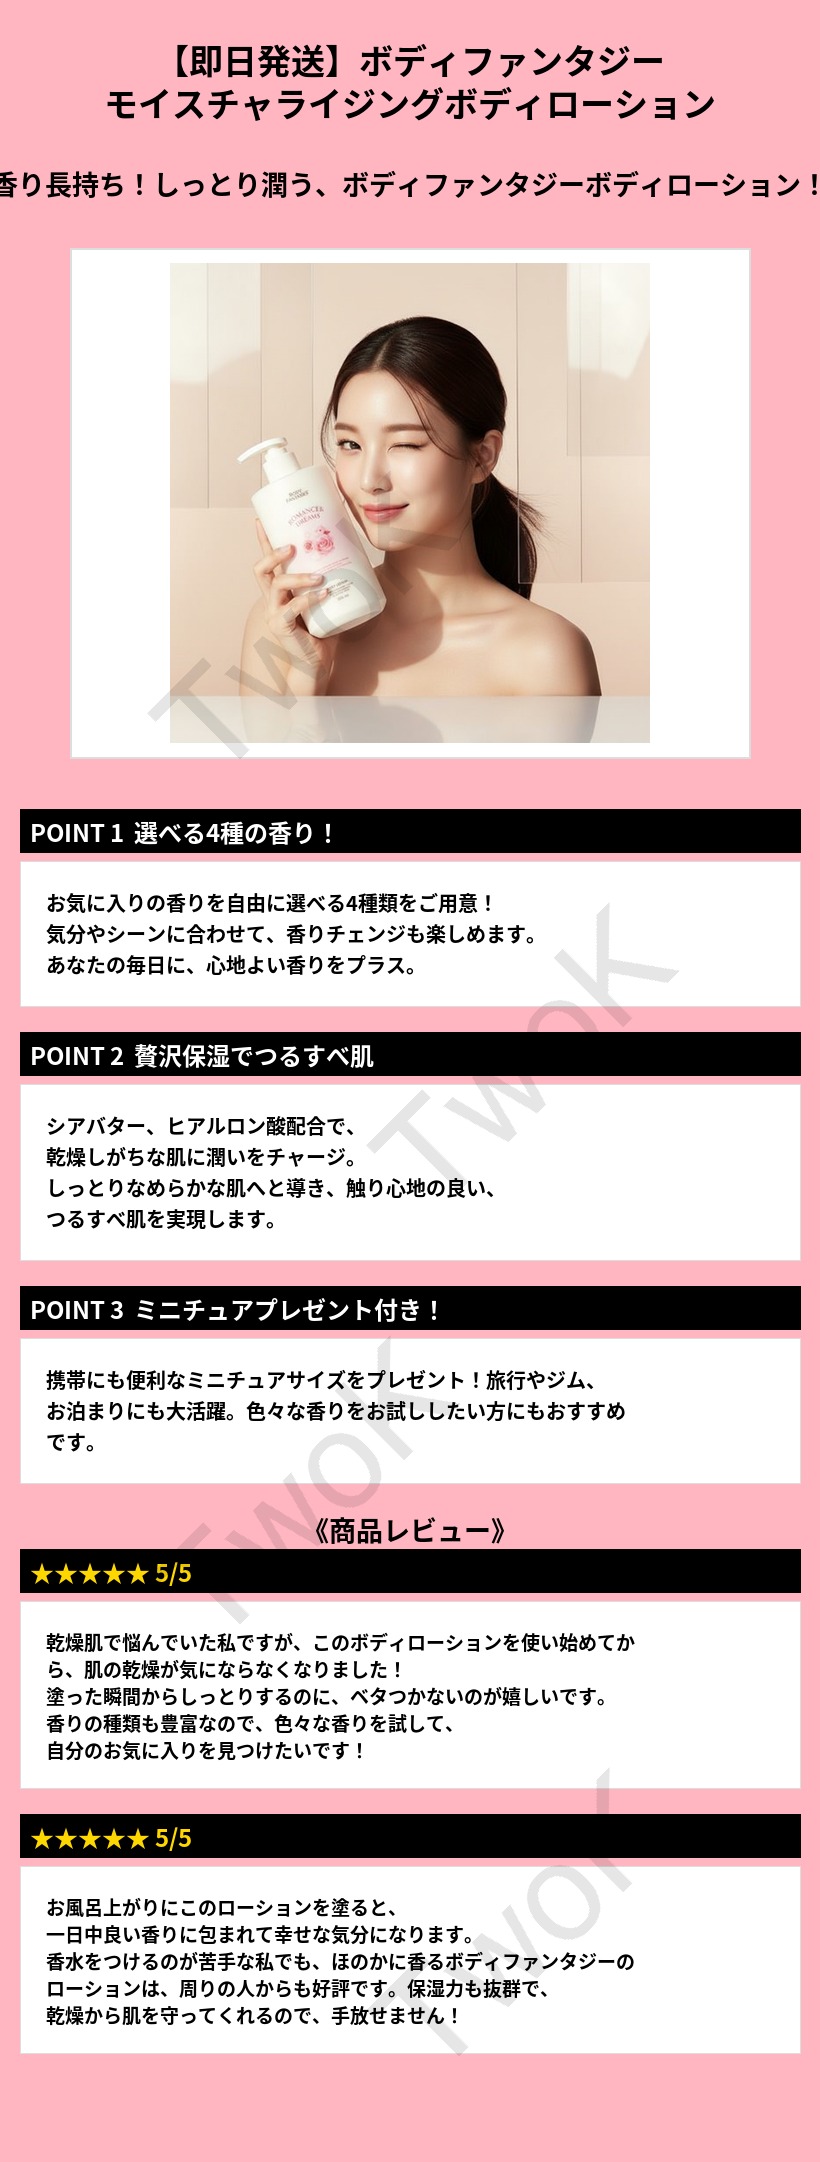 【即日発送】ボディファンタジー
モイスチャライジングボディローション
香り長持ち！しっとり潤う、ボディファンタジーボディローション！
BODY
FANTASIES
ROMANCE
DREAMS
POINT 1 選べる4種の香り！
お気に入りの香りを自由に選べる4種類をご用意！
気分やシーンに合わせて、香りチェンジも楽しめます。
あなたの毎日に、心地よい香りをプラス。
POINT 2 贅沢保湿でつるすべ肌
シアバター、ヒアルロン酸配合で、
乾燥しがちな肌に潤いをチャージ。
しっとりなめらかな肌へと導き、触り心地の良い、
つるすべ肌を実現します。
POINT 3 ミニチュアプレゼント付き！
携帯にも便利なミニチュアサイズをプレゼント！旅行やジム、
お泊まりにも大活躍。色々な香りをお試ししたい方にもおすすめ
です。
《商品レビュー》
★★★★★ 5/5
乾燥肌で悩んでいた私ですが、このボディローションを使い始めてか
ら、肌の乾燥が気にならなくなりました！
塗った瞬間からしっとりするのに、ベタつかないのが嬉しいです。
香りの種類も豊富なので、色々な香りを試して、
自分のお気に入りを見つけたいです！
★★★★★ 5/5
お風呂上がりにこのローションを塗ると、
一日中良い香りに包まれて幸せな気分になります。
香水をつけるのが苦手な私でも、ほのかに香るボディファンタジーの
ローションは、周りの人からも好評です。保湿力も抜群で、
乾燥から肌を守ってくれるので、手放せません！
TwoK
TwoK
TwoK
TwoK